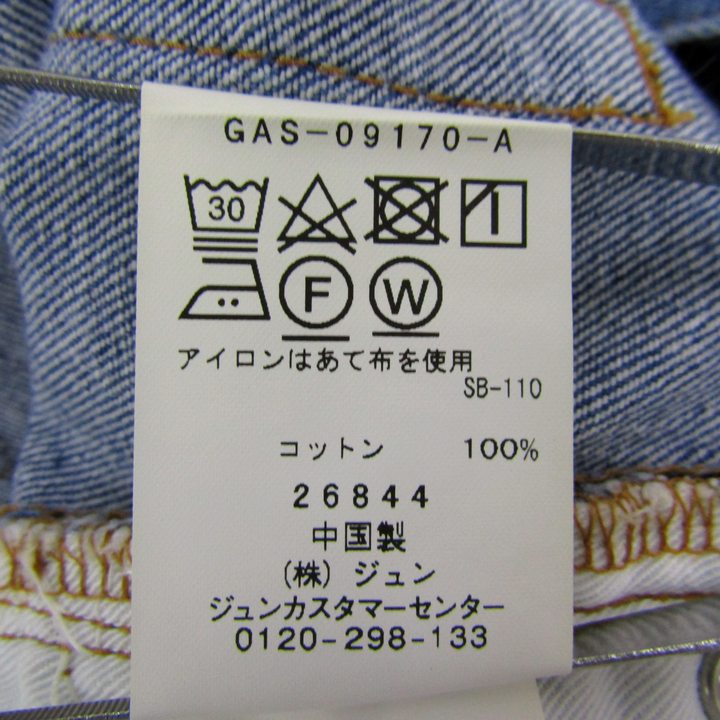 GAS-09170-A
30
F W
アイロンはあて布を使用
SB-110
コットン 100%
26844
中国製
(株) ジュン
ジュンカスタマーセンター
0120-298-133